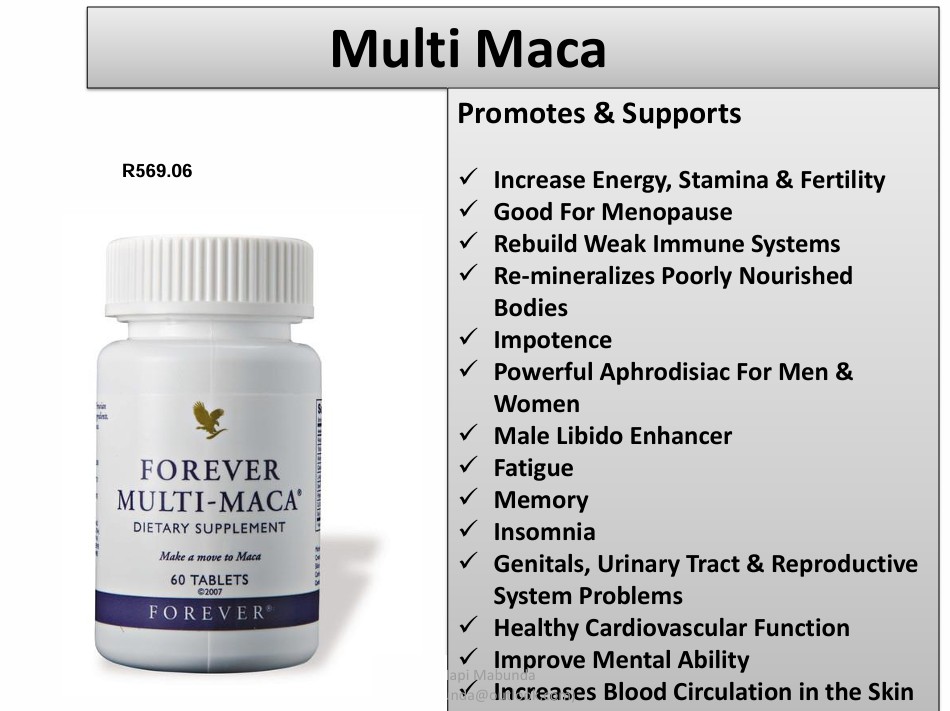 Multi Maca
Promotes & Supports
R569.06
✓ Increase Energy, Stamina & Fertility
✓ Good For Menopause
✓ Rebuild Weak Immune Systems
✓ Re-mineralizes Poorly Nourished
Bodies
✓ Impotence
✓ Powerful Aphrodisiac For Men &
Women
✓ Male Libido Enhancer
✓ Fatigue
✓ Memory
✓ Insomnia
✓ Genitals, Urinary Tract & Reproductive
System Problems
✓ Healthy Cardiovascular Function
✓ Improve Mental Ability
✓ Increases Blood Circulation in the Skin
FOREVER
MULTI-MACA®
DIETARY SUPPLEMENT
Make a move to Maca
60 TABLETS
©2007
FOREVER®
Mabunda